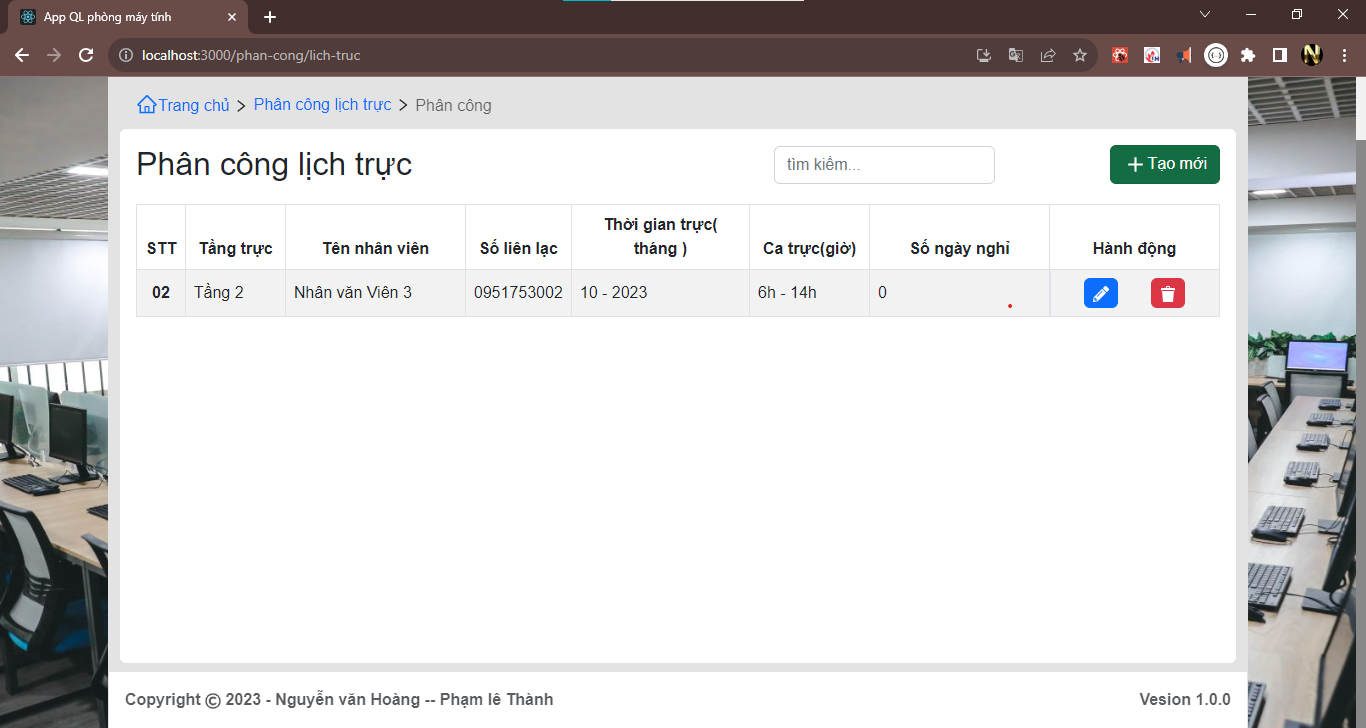 App QL phòng máy tính
localhost:3000/phan-cong/lich-truc
Trang chủ > Phân công lịch trực > Phân công
Phân công lịch trực
tìm kiếm...
Tạo mới
STT Tầng trực Tên nhân viên Số liên lạc Thời gian trực( tháng ) Ca trực(giờ) Số ngày nghỉ Hành động
02 Tầng 2 Nhân văn Viên 3 0951753002 10 - 2023 6h - 14h 0
Copyright © 2023 - Nguyễn văn Hoàng -- Phạm lê Thành
Vesion 1.0.0